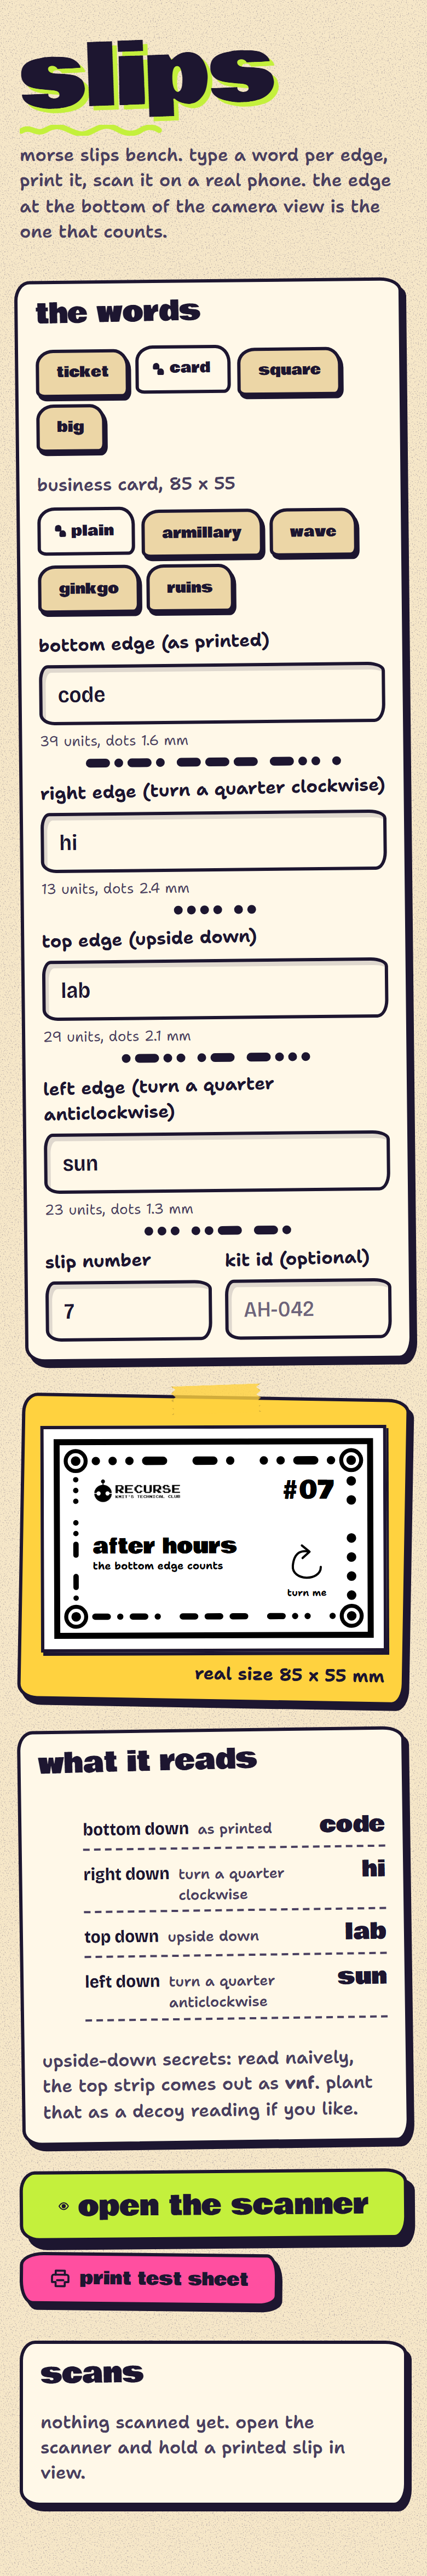 slips
morse slips bench. type a word per edge,
print it, scan it on a real phone. the edge
at the bottom of the camera view is the
one that counts.
the words
ticket
card
square
big
business card, 85 x 55
plain
armillary
wave
ginkgo
ruins
bottom edge (as printed)
code
39 units, dots 1.6 mm
right edge (turn a quarter clockwise)
hi
13 units, dots 2.4 mm
top edge (upside down)
lab
29 units, dots 2.1 mm
left edge (turn a quarter
anticlockwise)
sun
23 units, dots 1.3 mm
slip number
kit id (optional)
7
AH-042
RECURSE
KNIT'S TECHNICAL CLUB
#07
after hours
the bottom edge counts
turn me
real size 85 x 55 mm
what it reads
bottom down as printed code
right down turn a quarter
clockwise
hi
top down upside down lab
left down turn a quarter
anticlockwise
sun
upside-down secrets: read naively,
the top strip comes out as vnf. plant
that as a decoy reading if you like.
open the scanner
print test sheet
scans
nothing scanned yet. open the
scanner and hold a printed slip in
view.